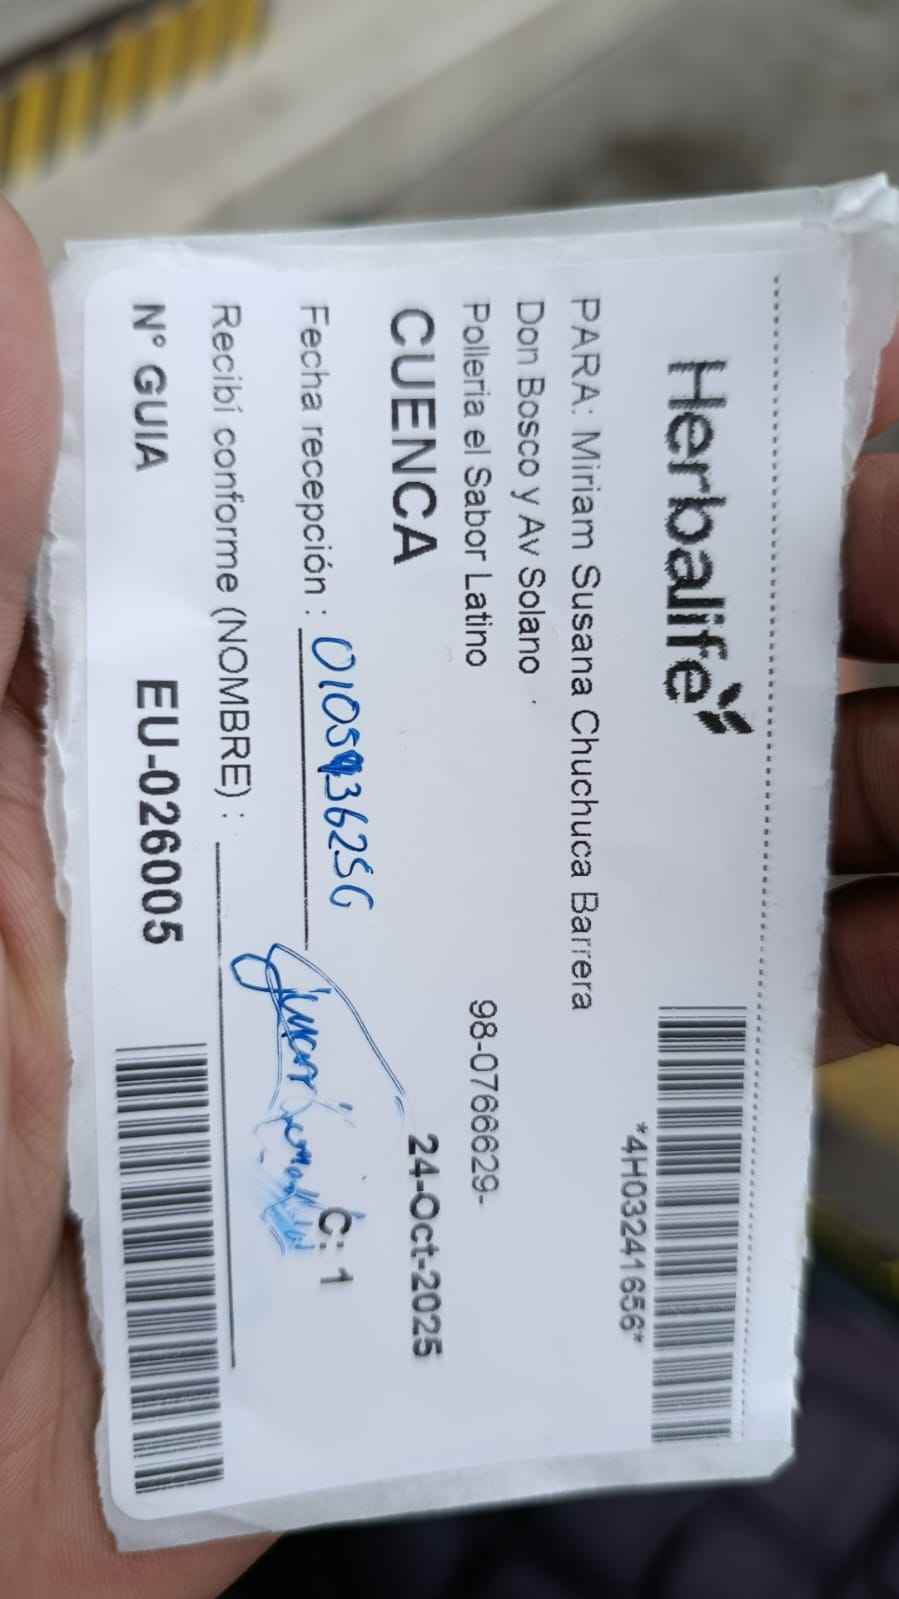 Herbalife
*4H03241656*
PARA: Miriam Susana Chuchuca Barrera
Don Bosco y Av Solano
Polleria el Sabor Latino 98-0766629-
CUENCA 24-Oct-2025
Fecha recepción :
C: 1
Recibí conforme (NOMBRE) :
N° GUIA EU-026005